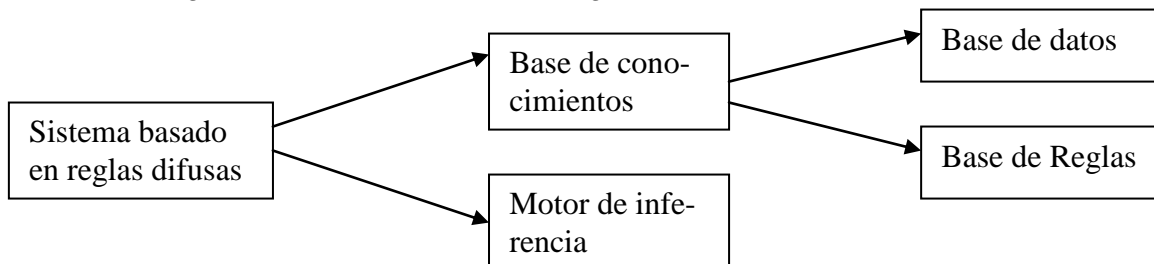 Sistema basado
en reglas difusas
Base de cono-
cimientos
Motor de infe-
rencia
Base de datos
Base de Reglas